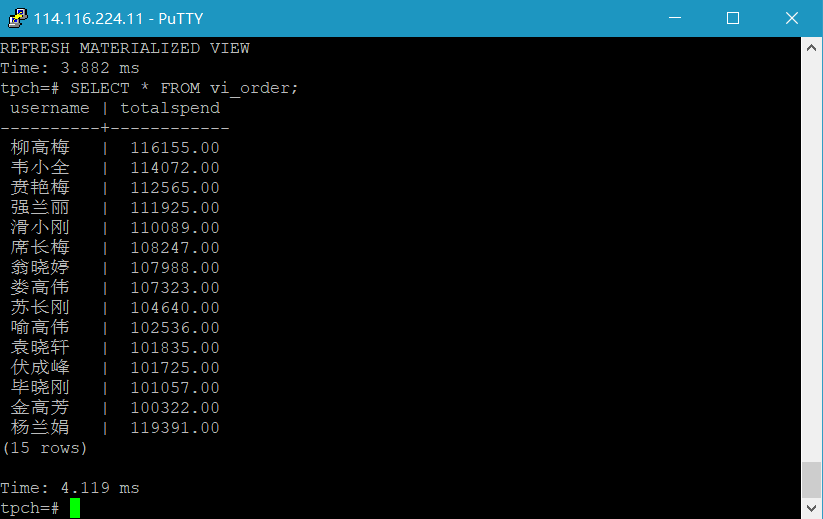 114.116.224.11 - PuTTY
REFRESH MATERIALIZED VIEW
Time: 3.882 ms
tpch=# SELECT * FROM vi_order;
 username | totalspend
----------+------------
 柳高梅   |  116155.00
 韦小全   |  114072.00
 贲艳梅   |  112565.00
 强兰丽   |  111925.00
 滑小刚   |  110089.00
 席长梅   |  108247.00
 翁晓婷   |  107988.00
 娄高伟   |  107323.00
 苏长刚   |  104640.00
 喻高伟   |  102536.00
 袁晓轩   |  101835.00
 伏成峰   |  101725.00
 毕晓刚   |  101057.00
 金高芳   |  100322.00
 杨兰娟   |  119391.00
(15 rows)

Time: 4.119 ms
tpch=#